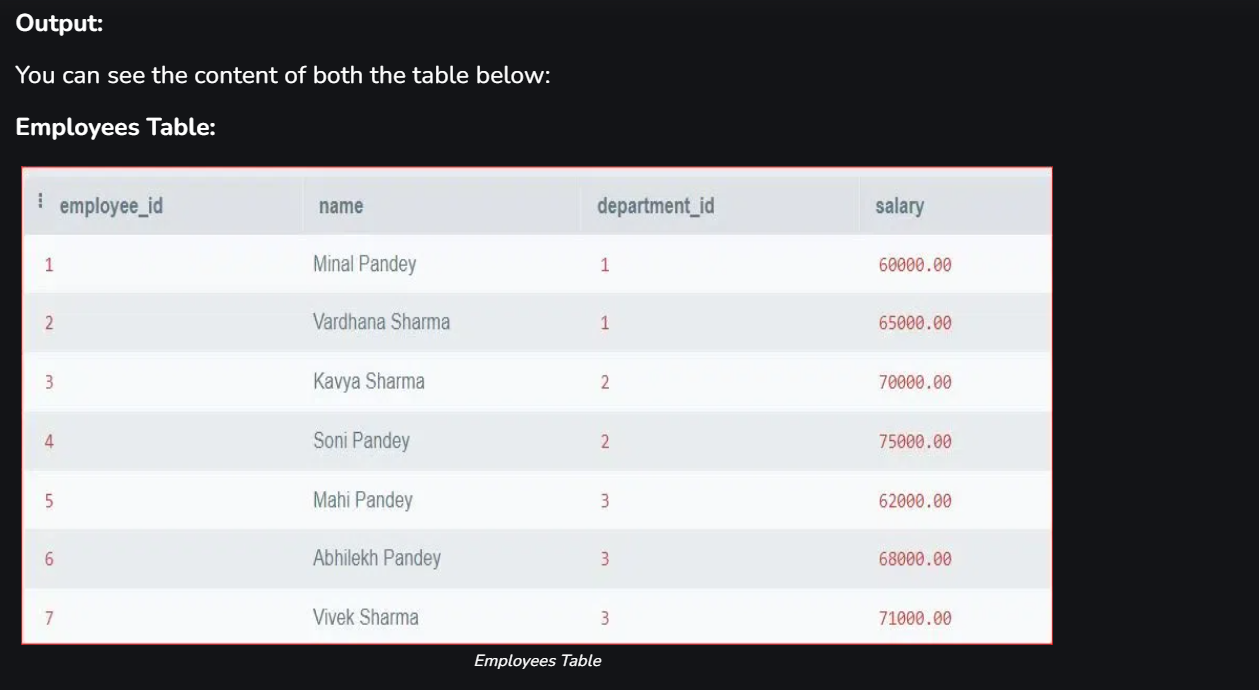 Output:
You can see the content of both the table below:
Employees Table:
employee_id name department_id salary
1 Minal Pandey 1 60000.00
2 Vardhana Sharma 1 65000.00
3 Kavya Sharma 2 70000.00
4 Soni Pandey 2 75000.00
5 Mahi Pandey 3 62000.00
6 Abhilekh Pandey 3 68000.00
7 Vivek Sharma 3 71000.00
Employees Table